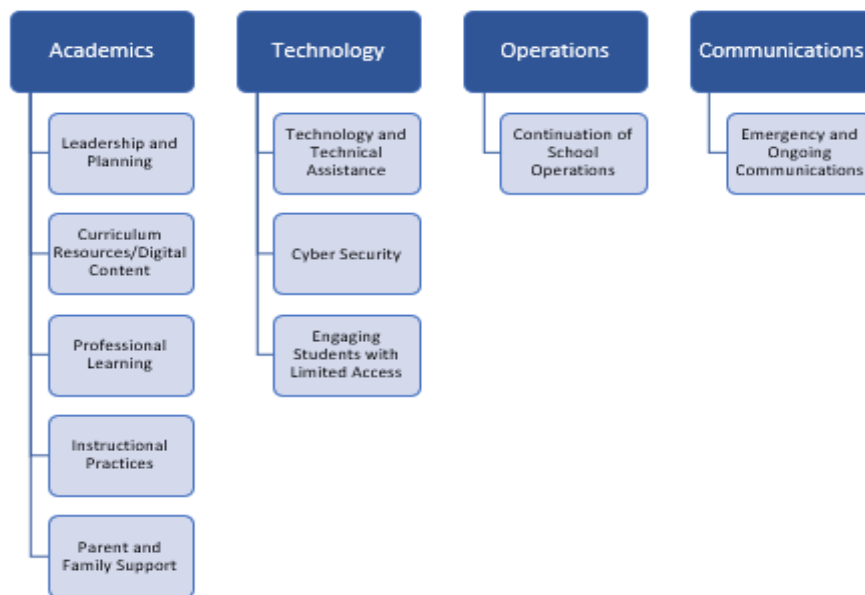 Academics
Leadership and
Planning
Curriculum
Resources/Digital
Content
Professional
Learning
Instructional
Practices
Parent and
Family Support
Technology
Technology and
Technical
Assistance
Cyber Security
Engaging
Students with
Limited Access
Operations
Continuation of
School
Operations
Communications
Emergency and
Ongoing
Communications